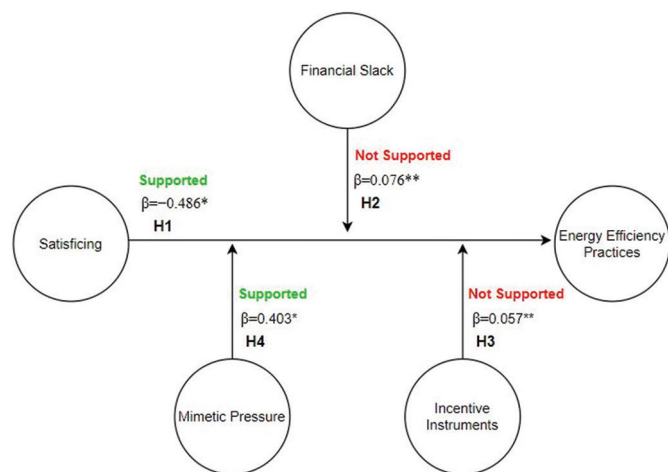 Financial Slack
Not Supported
β=0.076**
H2
Supported
β=−0.486*
H1
Satisficing
Energy Efficiency
Practices
Supported
β=0.403*
H4
Not Supported
β=0.057**
H3
Mimetic Pressure
Incentive
Instruments